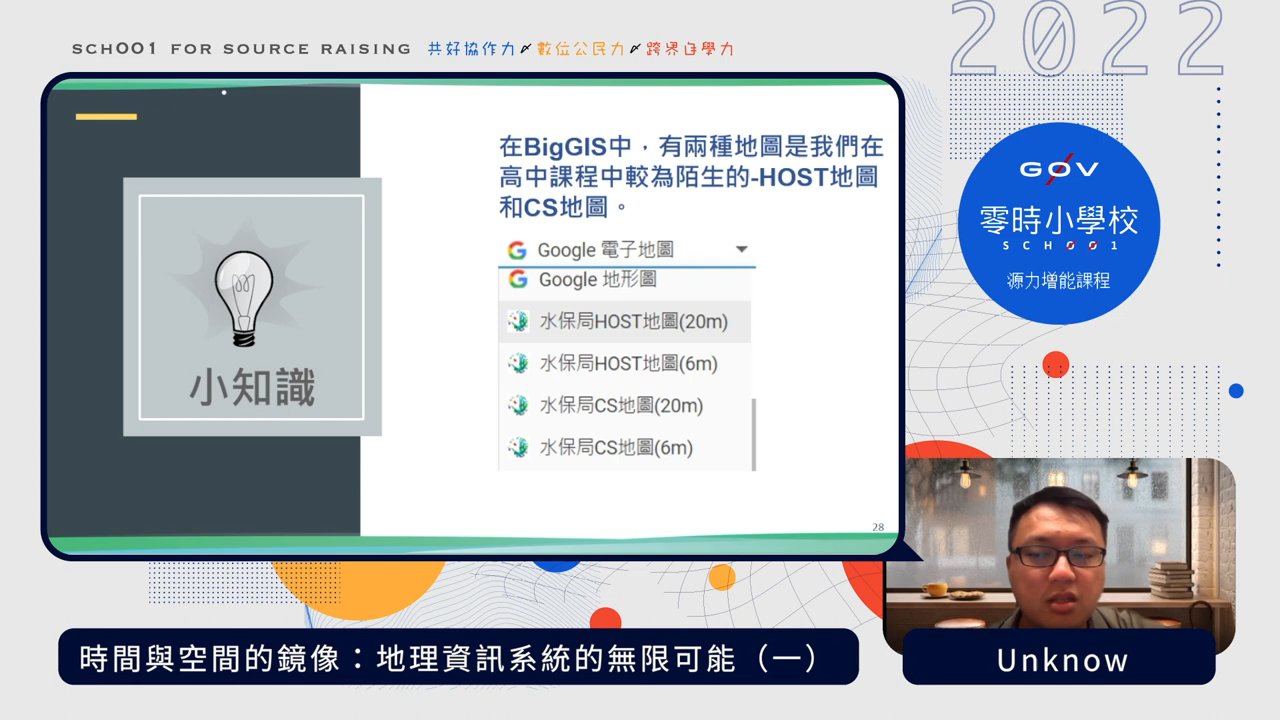 SCH001 FOR SOURCE RAISING 共好協作力 數位公民力 跨界自學力
2022
在BigGIS中，有兩種地圖是我們在
高中課程中較為陌生的-HOST地圖
和CS地圖。
Google 電子地圖
Google 地形圖
水保局HOST地圖(20m)
水保局HOST地圖(6m)
水保局CS地圖(20m)
水保局CS地圖(6m)
小知識
28
G0V
零時小學校
SCH001
源力增能課程
時間與空間的鏡像：地理資訊系統的無限可能（一）
Unknow